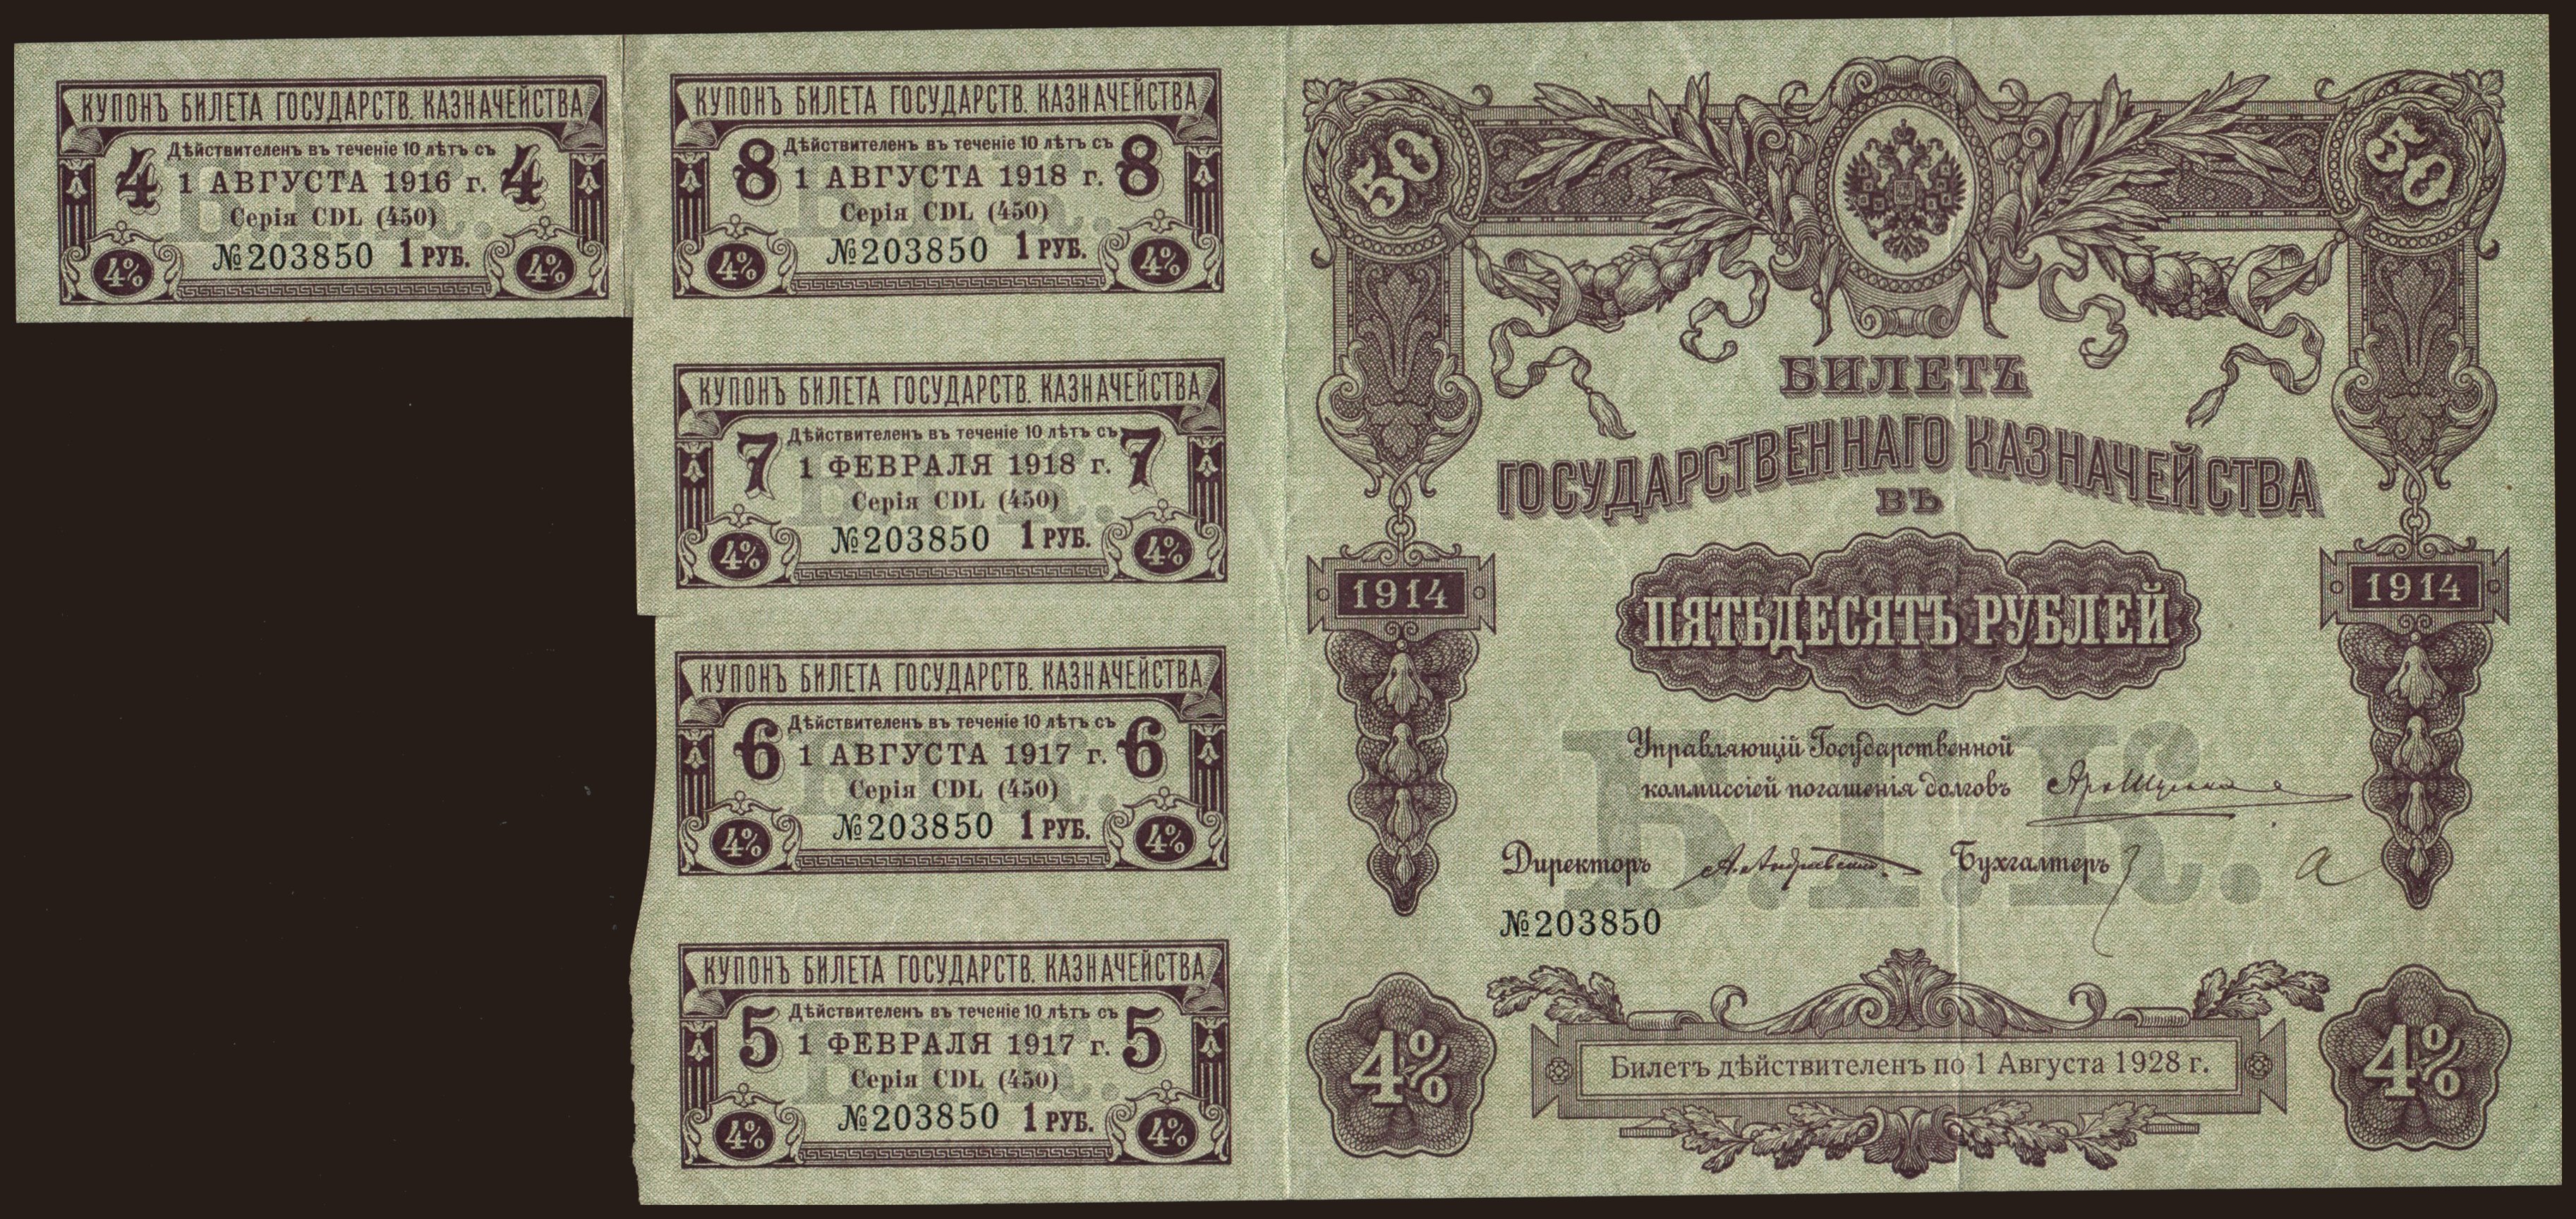 КУПОНЪ БИЛЕТА ГОСУДАРСТВ. КАЗНАЧЕЙСТВА
Дѣйствителенъ въ теченіе 10 лѣтъ съ
4 1 АВГУСТА 1916 г. 4
Серія CDL (450)
№203850 1 РУБ.
4% 4%
КУПОНЪ БИЛЕТА ГОСУДАРСТВ. КАЗНАЧЕЙСТВА
Дѣйствителенъ въ теченіе 10 лѣтъ съ
8 1 АВГУСТА 1918 г. 8
Серія CDL (450)
№203850 1 РУБ.
4% 4%
КУПОНЪ БИЛЕТА ГОСУДАРСТВ. КАЗНАЧЕЙСТВА
Дѣйствителенъ въ теченіе 10 лѣтъ съ
7 1 ФЕВРАЛЯ 1918 г. 7
Серія CDL (450)
№203850 1 РУБ.
4% 4%
КУПОНЪ БИЛЕТА ГОСУДАРСТВ. КАЗНАЧЕЙСТВА
Дѣйствителенъ въ теченіе 10 лѣтъ съ
6 1 АВГУСТА 1917 г. 6
Серія CDL (450)
№203850 1 РУБ.
4% 4%
КУПОНЪ БИЛЕТА ГОСУДАРСТВ. КАЗНАЧЕЙСТВА
Дѣйствителенъ въ теченіе 10 лѣтъ съ
5 1 ФЕВРАЛЯ 1917 г. 5
Серія CDL (450)
№203850 1 РУБ.
4% 4%
50 50
БИЛЕТЪ
ГОСУДАРСТВЕННАГО КАЗНАЧЕЙСТВА
ВЪ
1914 1914
ПЯТЬДЕСЯТЪ РУБЛЕЙ
Б.Г.К.
Управляющій Государственной
коммиссіей погашенія долговъ
Директоръ Бухгалтеръ
№203850
4% 4%
Билетъ дѣйствителенъ по 1 Августа 1928 г.